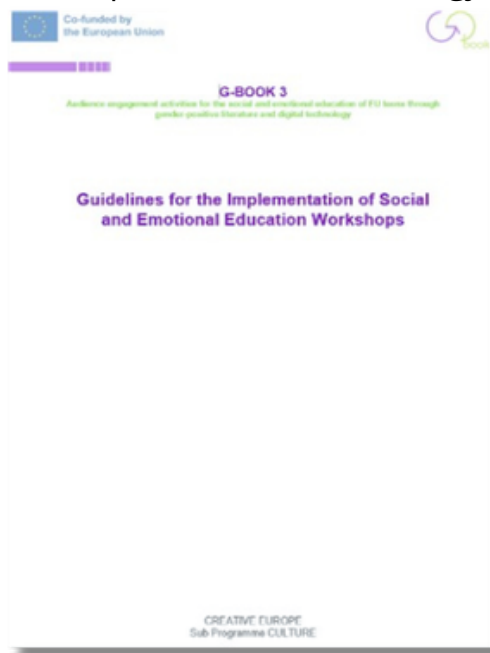 Co-funded by
the European Union
book
G-BOOK 3
Audience engagement activities for the social and emotional education of EU teens through
gender-positive literature and digital technology
Guidelines for the Implementation of Social
and Emotional Education Workshops
CREATIVE EUROPE
Sub Programme CULTURE